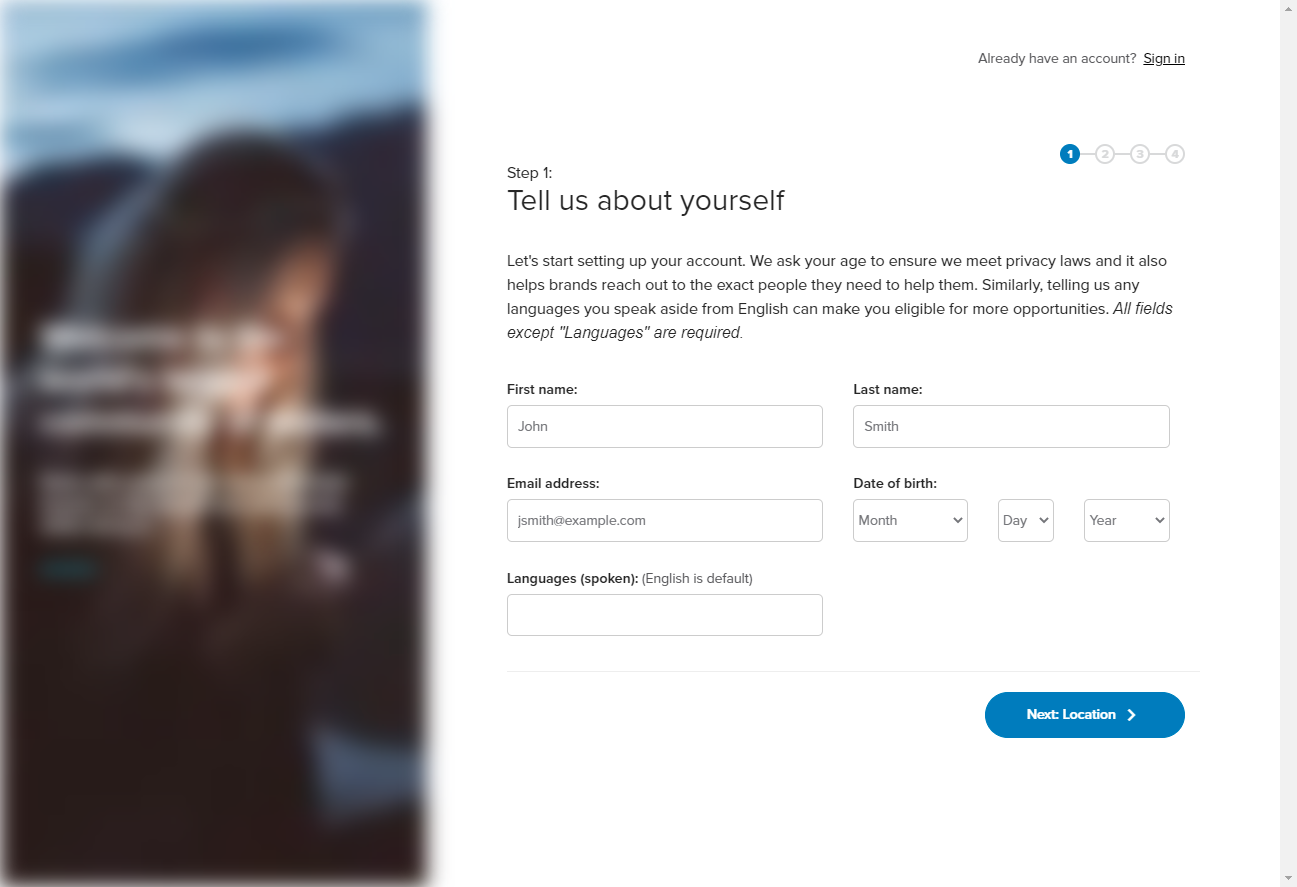 Already have an account? Sign in
1 2 3 4
Step 1:
Tell us about yourself
Let's start setting up your account. We ask your age to ensure we meet privacy laws and it also
helps brands reach out to the exact people they need to help them. Similarly, telling us any
languages you speak aside from English can make you eligible for more opportunities. All fields
except "Languages" are required.
First name: Last name:
John Smith
Email address: Date of birth:
jsmith@example.com Month Day Year
Languages (spoken): (English is default)
Next: Location